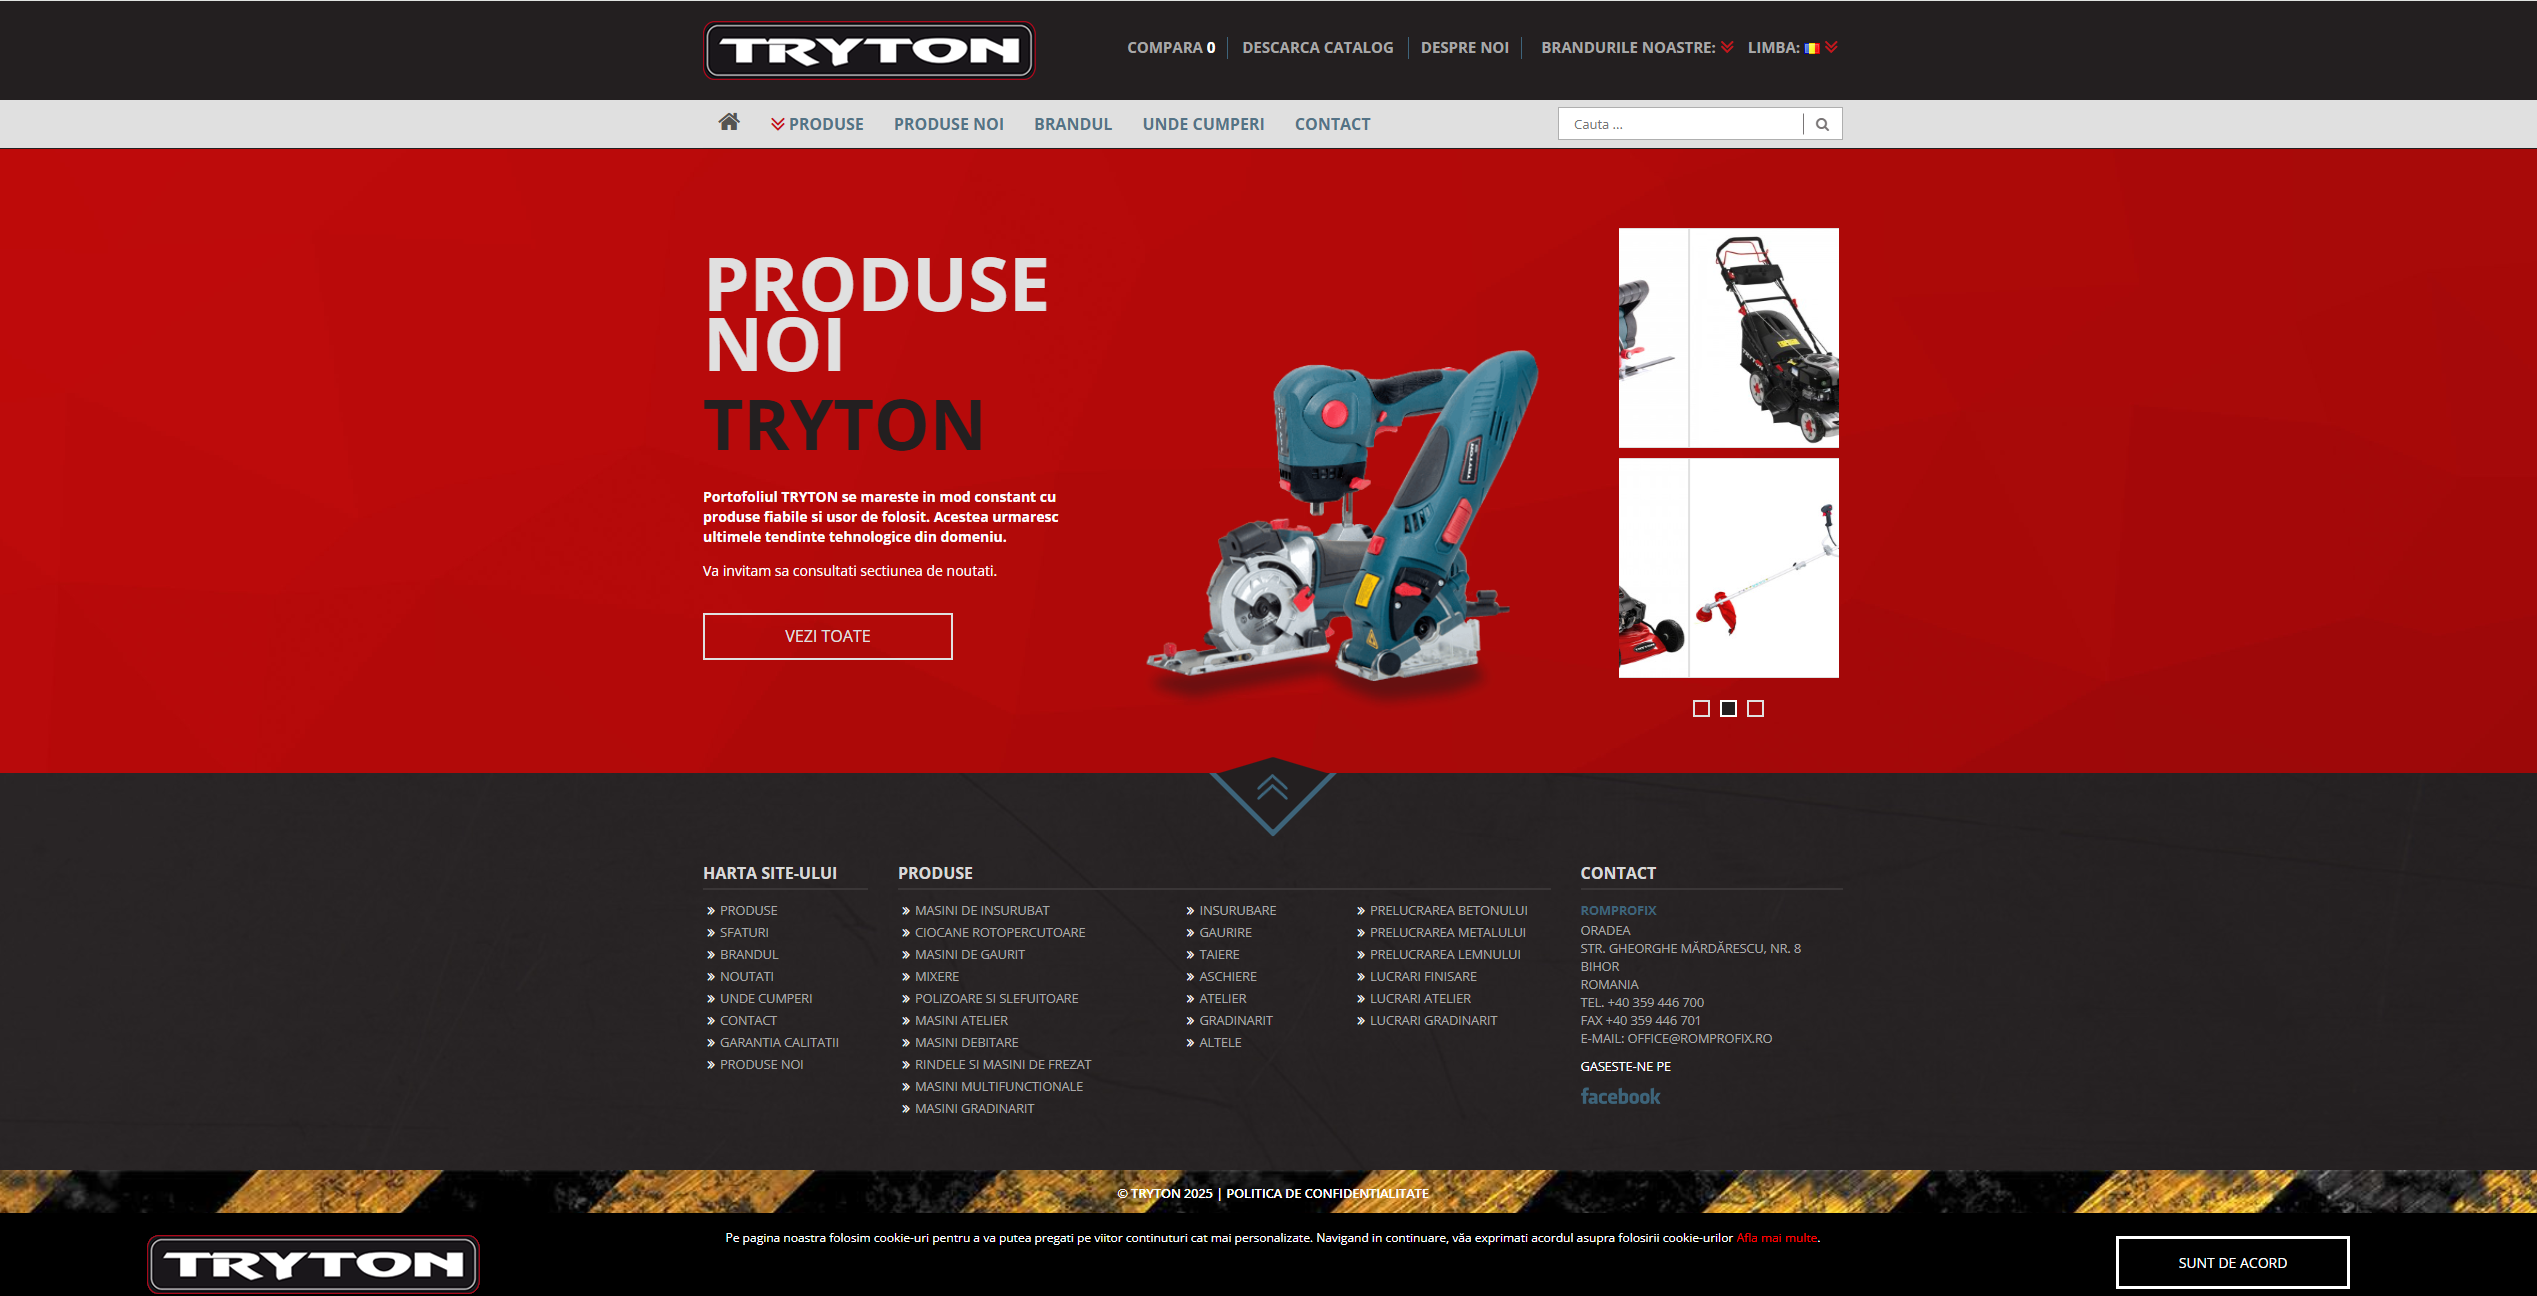 TRYTON
COMPARA 0
DESCARCA CATALOG
DESPRE NOI
BRANDURILE NOASTRE:
LIMBA:
PRODUSE
PRODUSE NOI
BRANDUL
UNDE CUMPERI
CONTACT
Cauta ...
PRODUSE
NOI
TRYTON
Portofoliul TRYTON se mareste in mod constant cu
produse fiabile si usor de folosit. Acestea urmaresc
ultimele tendinte tehnologice din domeniu.
Va invitam sa consultati sectiunea de noutati.
VEZI TOATE
TRYTON
TRYTON
TRYTON
HARTA SITE-ULUI
PRODUSE
SFATURI
BRANDUL
NOUTATI
UNDE CUMPERI
CONTACT
GARANTIA CALITATII
PRODUSE NOI
PRODUSE
MASINI DE INSURUBAT
CIOCANE ROTOPERCUTOARE
MASINI DE GAURIT
MIXERE
POLIZOARE SI SLEFUITOARE
MASINI ATELIER
MASINI DEBITARE
RINDELE SI MASINI DE FREZAT
MASINI MULTIFUNCTIONALE
MASINI GRADINARIT
INSURUBARE
GAURIRE
TAIERE
ASCHIERE
ATELIER
GRADINARIT
ALTELE
PRELUCRAREA BETONULUI
PRELUCRAREA METALULUI
PRELUCRAREA LEMNULUI
LUCRARI FINISARE
LUCRARI ATELIER
LUCRARI GRADINARIT
CONTACT
ROMPROFIX
ORADEA
STR. GHEORGHE MĂRDĂRESCU, NR. 8
BIHOR
ROMANIA
TEL. +40 359 446 700
FAX +40 359 446 701
E-MAIL: OFFICE@ROMPROFIX.RO
GASESTE-NE PE
facebook
© TRYTON 2025 | POLITICA DE CONFIDENTIALITATE
TRYTON
Pe pagina noastra folosim cookie-uri pentru a va putea pregati pe viitor continuturi cat mai personalizate. Navigand in continuare, văa exprimati acordul asupra folosirii cookie-urilor Afla mai multe.
SUNT DE ACORD